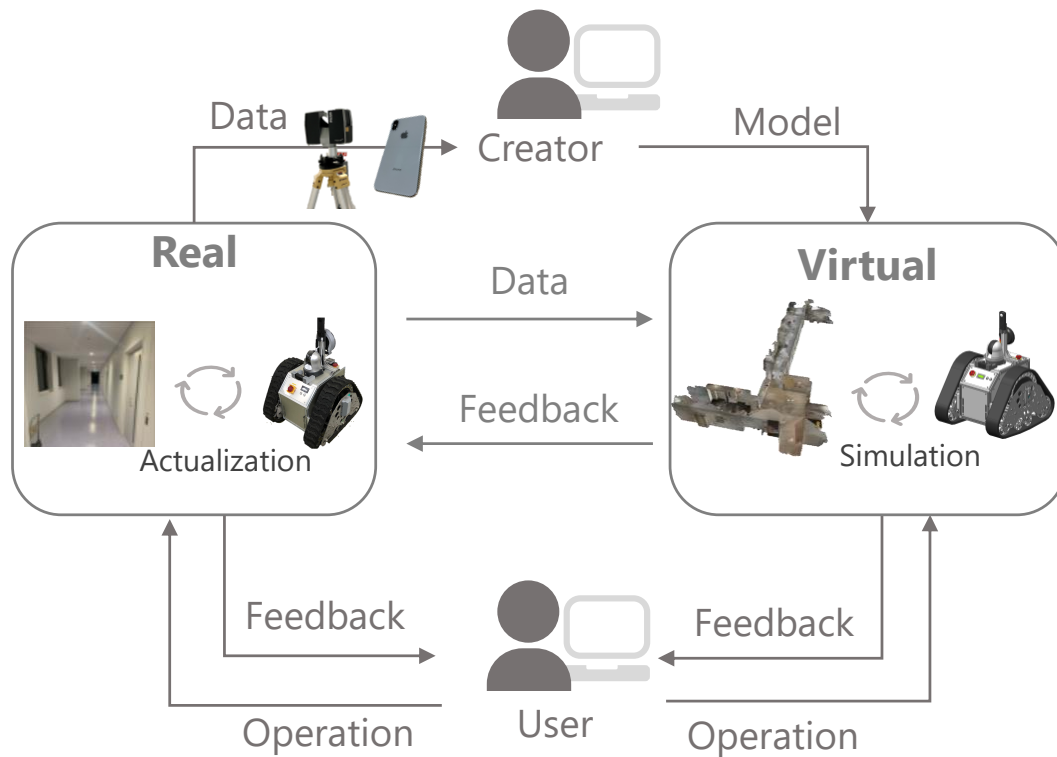 Data
Creator
Model
Real
Virtual
Data
Feedback
Actualization
Simulation
Feedback
Feedback
Operation
User
Operation